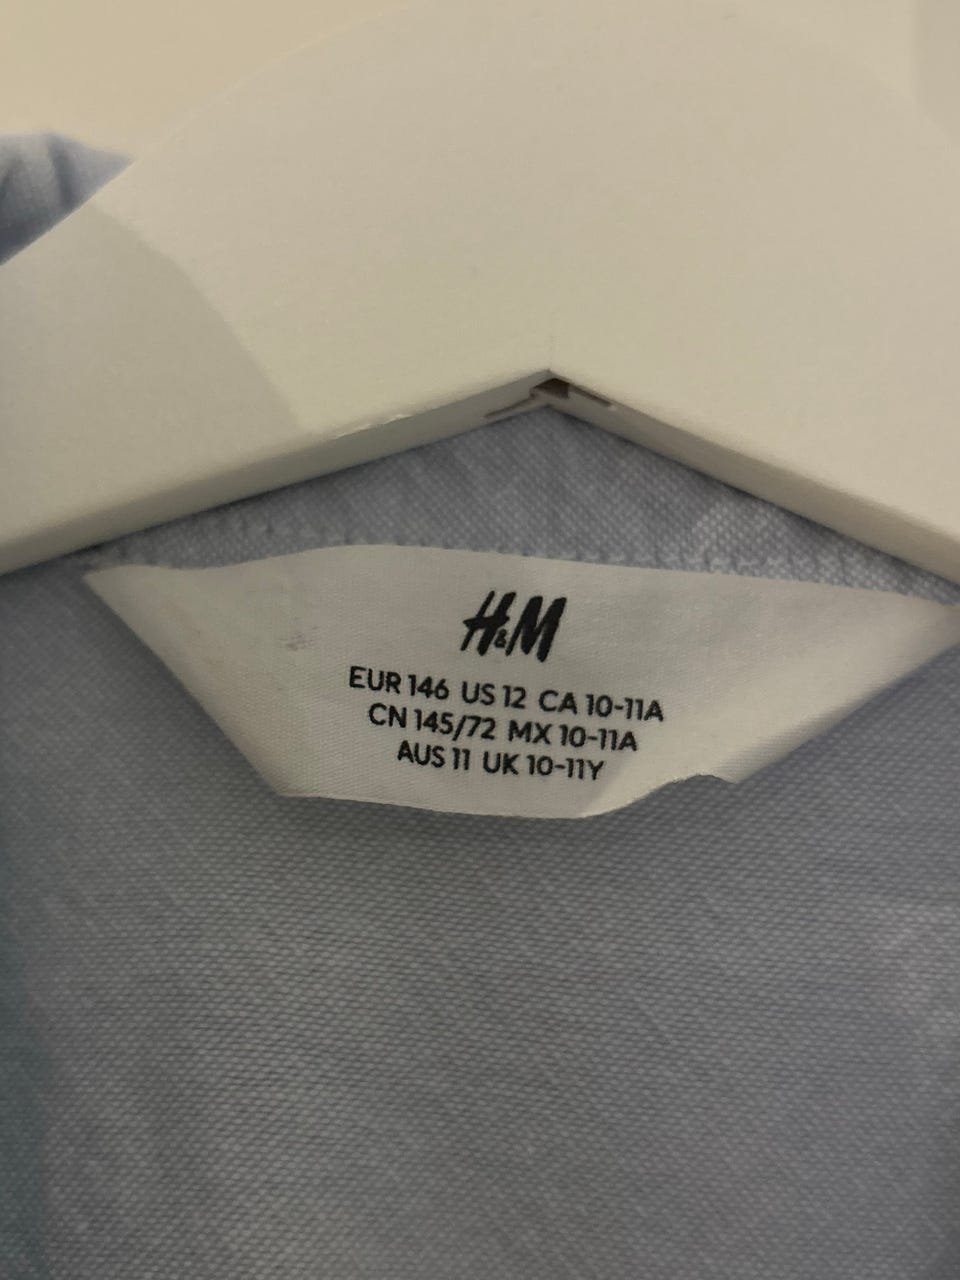 H&M
EUR 146 US 12 CA 10-11A
CN 145/72 MX 10-11A
AUS 11 UK 10-11Y